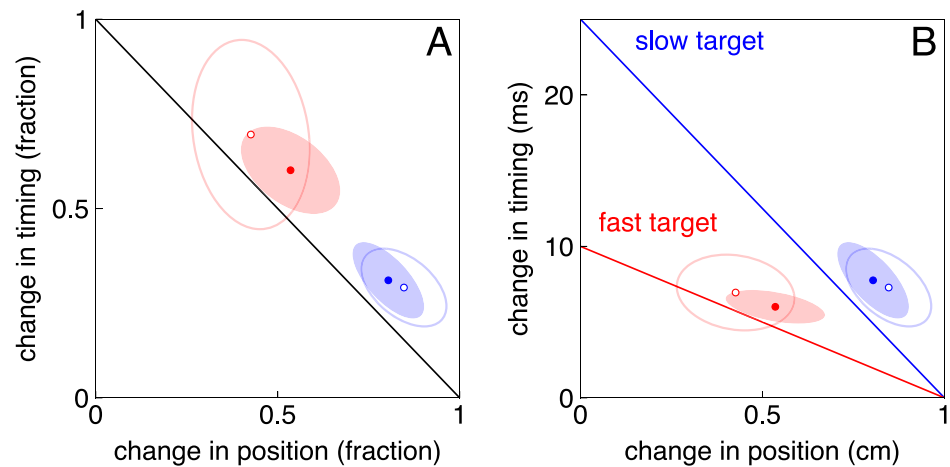 A
1
0.5
0
0
0.5
1
change in timing (fraction)
change in position (fraction)
B
slow target
fast target
20
10
0
0
0.5
1
change in timing (ms)
change in position (cm)